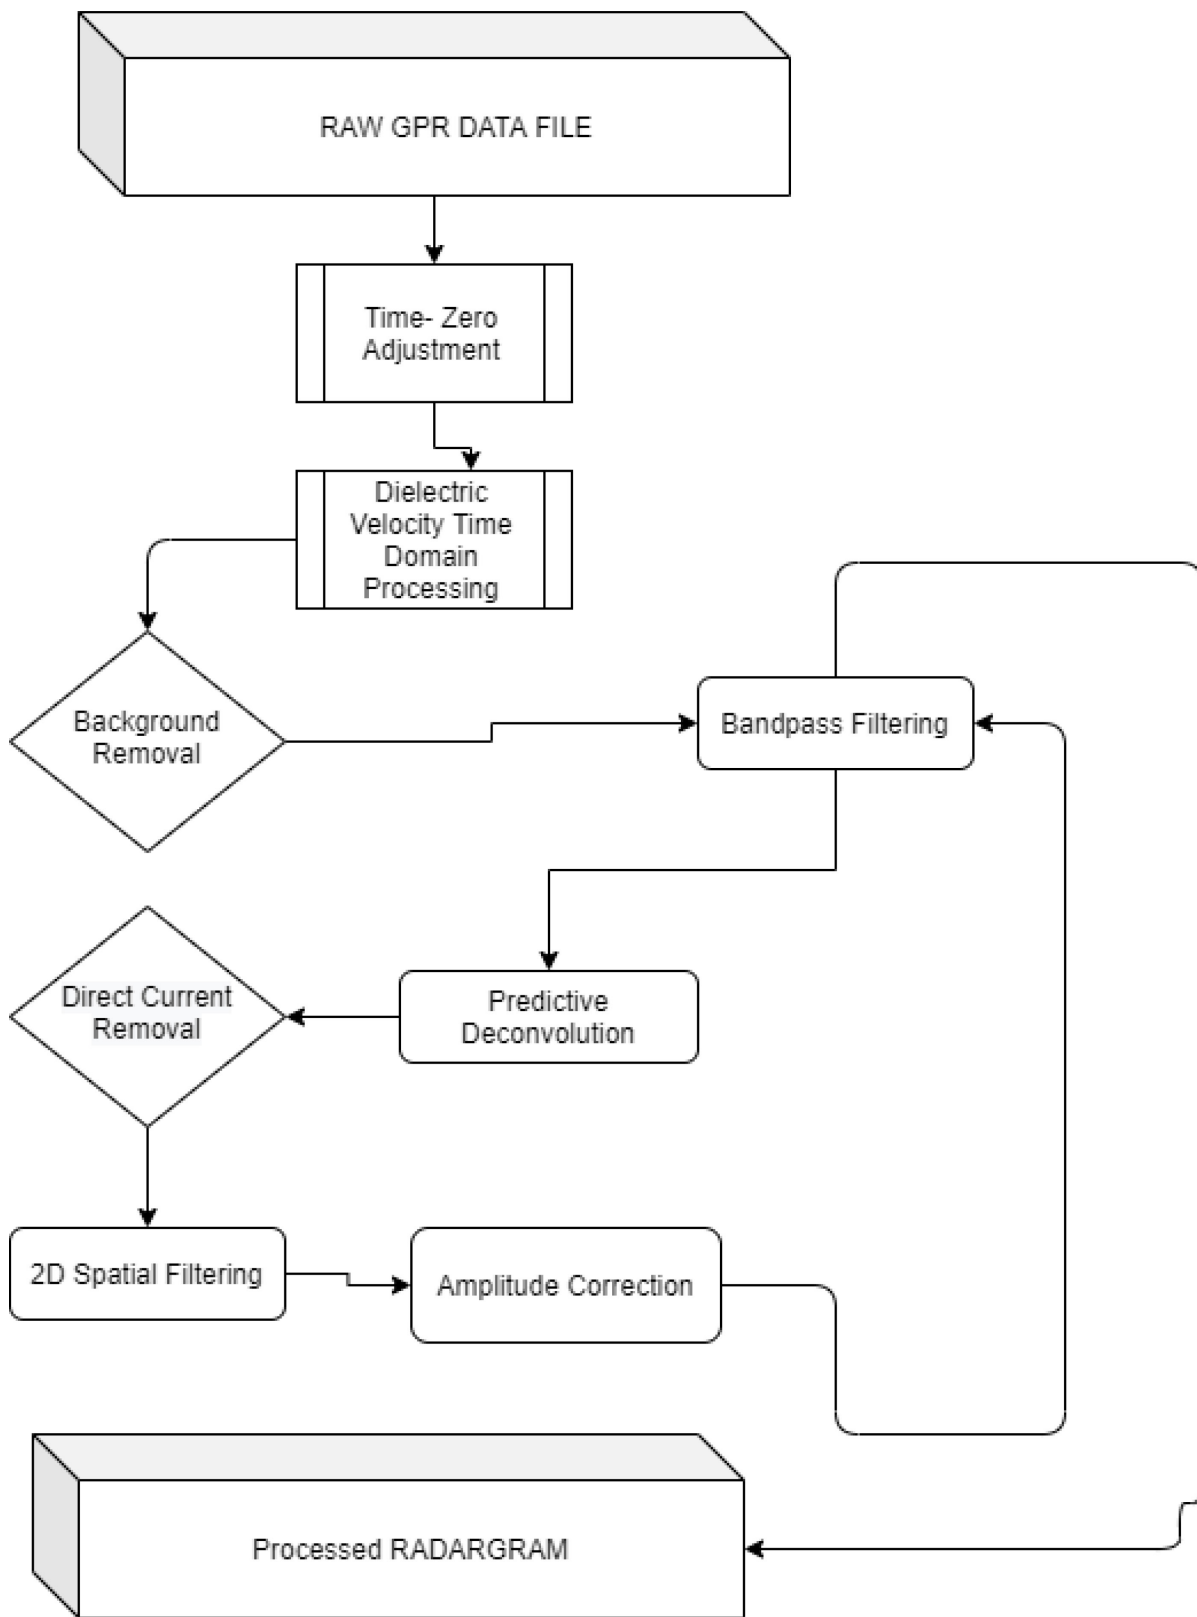 RAW GPR DATA FILE
Time- Zero
Adjustment
Dielectric
Velocity Time
Domain
Processing
Background
Removal
Bandpass Filtering
Direct Current
Removal
Predictive
Deconvolution
2D Spatial Filtering
Amplitude Correction
Processed RADARGRAM